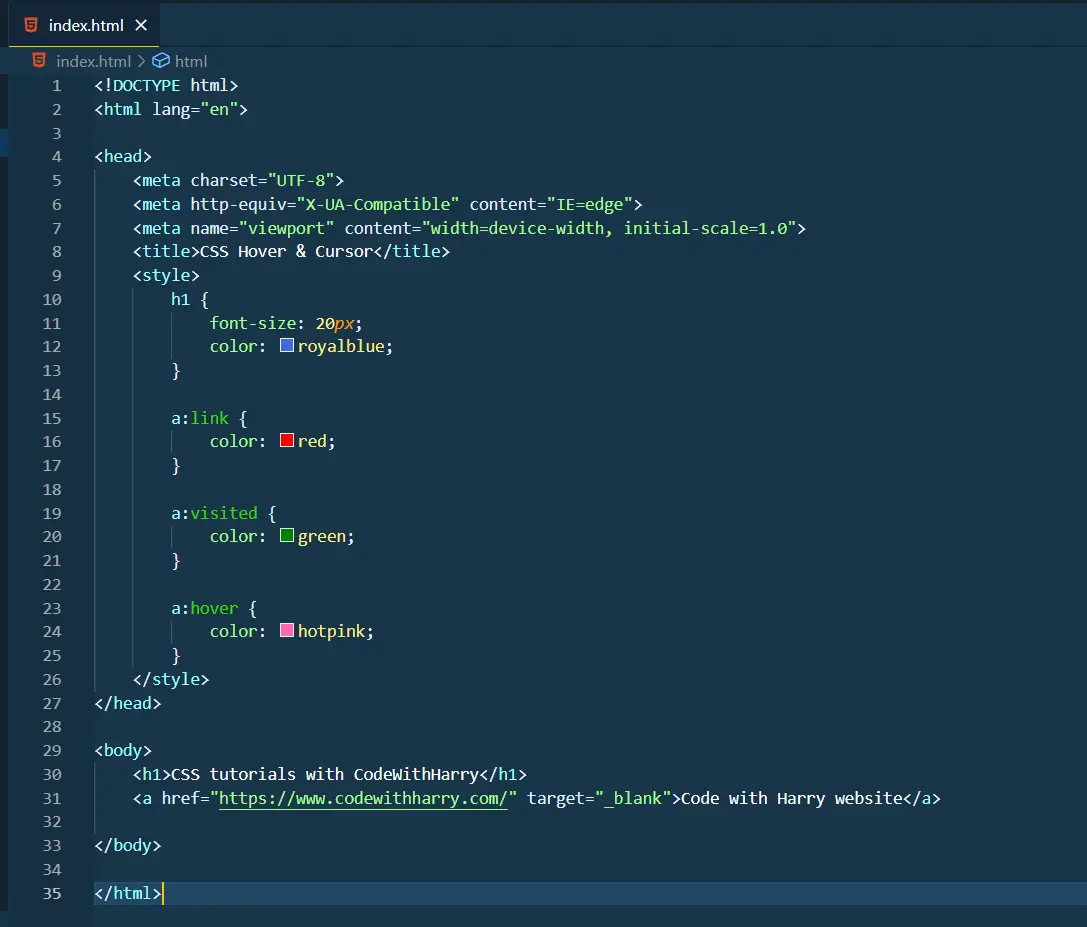 index.html
index.html > html
1 <!DOCTYPE html>
2 <html lang="en">
3
4 <head>
5     <meta charset="UTF-8">
6     <meta http-equiv="X-UA-Compatible" content="IE=edge">
7     <meta name="viewport" content="width=device-width, initial-scale=1.0">
8     <title>CSS Hover & Cursor</title>
9     <style>
10         h1 {
11             font-size: 20px;
12             color: royalblue;
13         }
14
15         a:link {
16             color: red;
17         }
18
19         a:visited {
20             color: green;
21         }
22
23         a:hover {
24             color: hotpink;
25         }
26     </style>
27 </head>
28
29 <body>
30     <h1>CSS tutorials with CodeWithHarry</h1>
31     <a href="https://www.codewithharry.com/" target="_blank">Code with Harry website</a>
32
33 </body>
34
35 </html>